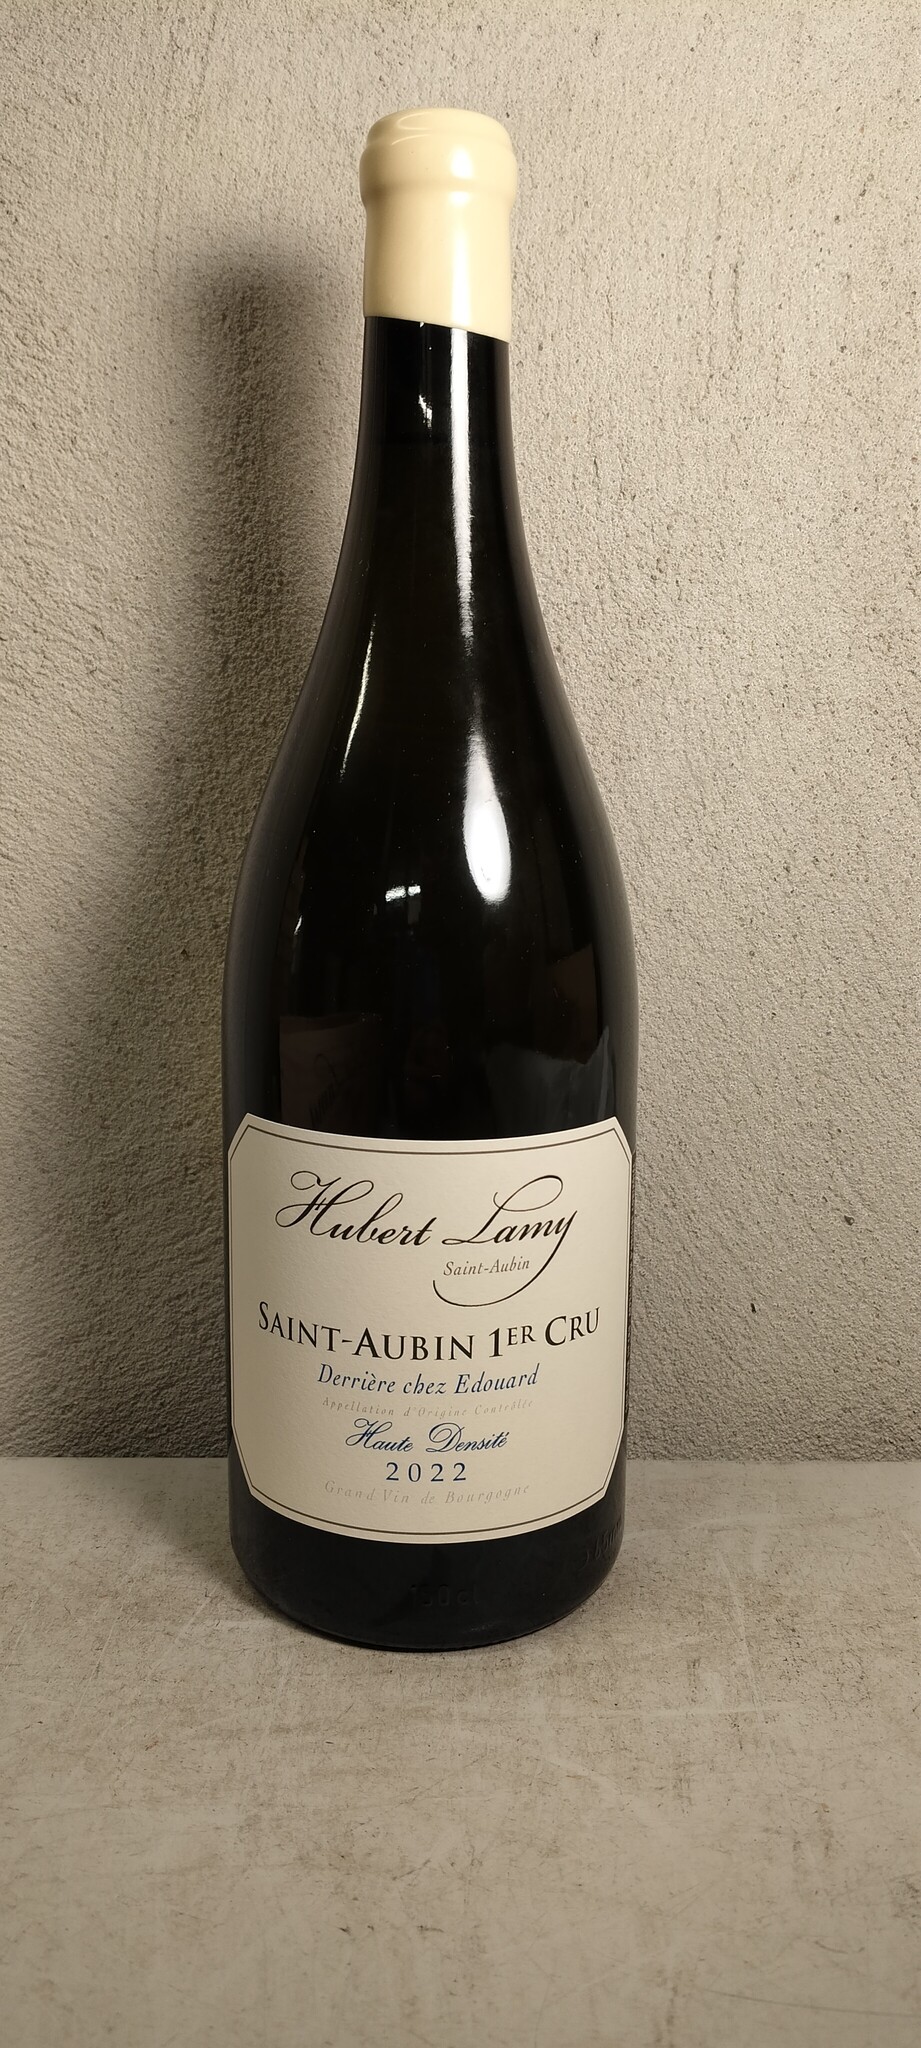 Hubert Lamy
Saint-Aubin
SAINT-AUBIN 1ER CRU
Derrière chez Edouard
Appellation d'Origine Contrôlée
Haute Densité
2022
Grand Vin de Bourgogne
150cl